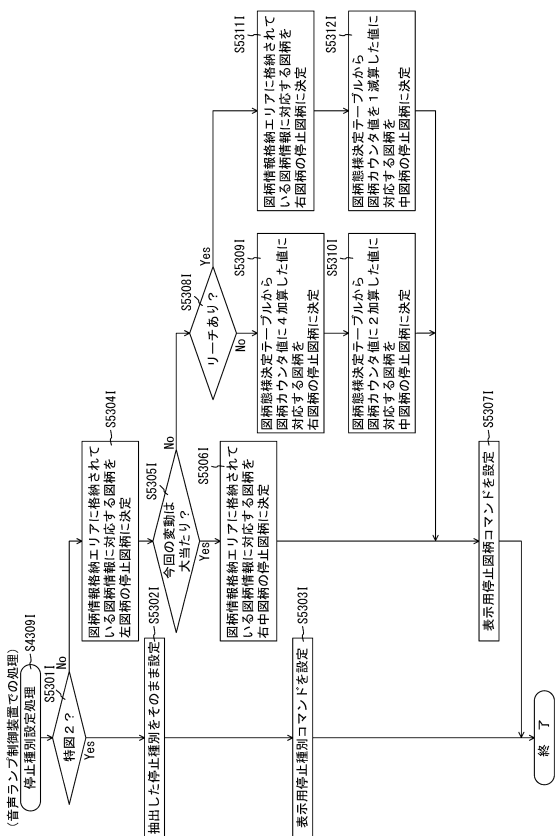 (音声ランプ制御装置での処理)
停止種別設定処理
S4309I
特図2？
S5301I
Yes
No
抽出した停止種別をそのまま設定
S5302I
表示用停止種別コマンドを設定
S5303I
図柄情報格納エリアに格納されて
いる図柄情報に対応する図柄を
左図柄の停止図柄に決定
S5304I
今回の変動は
大当たり？
S5305I
Yes
No
図柄情報格納エリアに格納されて
いる図柄情報に対応する図柄を
右中図柄の停止図柄に決定
S5306I
表示用停止図柄コマンドを設定
S5307I
リーチあり？
S5308I
No
Yes
図柄態様決定テーブルから
図柄カウンタ値に4加算した値に
対応する図柄を
右図柄の停止図柄に決定
S5309I
図柄態様決定テーブルから
図柄カウンタ値に2加算した値に
対応する図柄を
中図柄の停止図柄に決定
S5310I
図柄情報格納エリアに格納されて
いる図柄情報に対応する図柄を
右図柄の停止図柄に決定
S5311I
図柄態様決定テーブルから
図柄カウンタ値を1減算した値に
対応する図柄を
中図柄の停止図柄に決定
S5312I
終 了